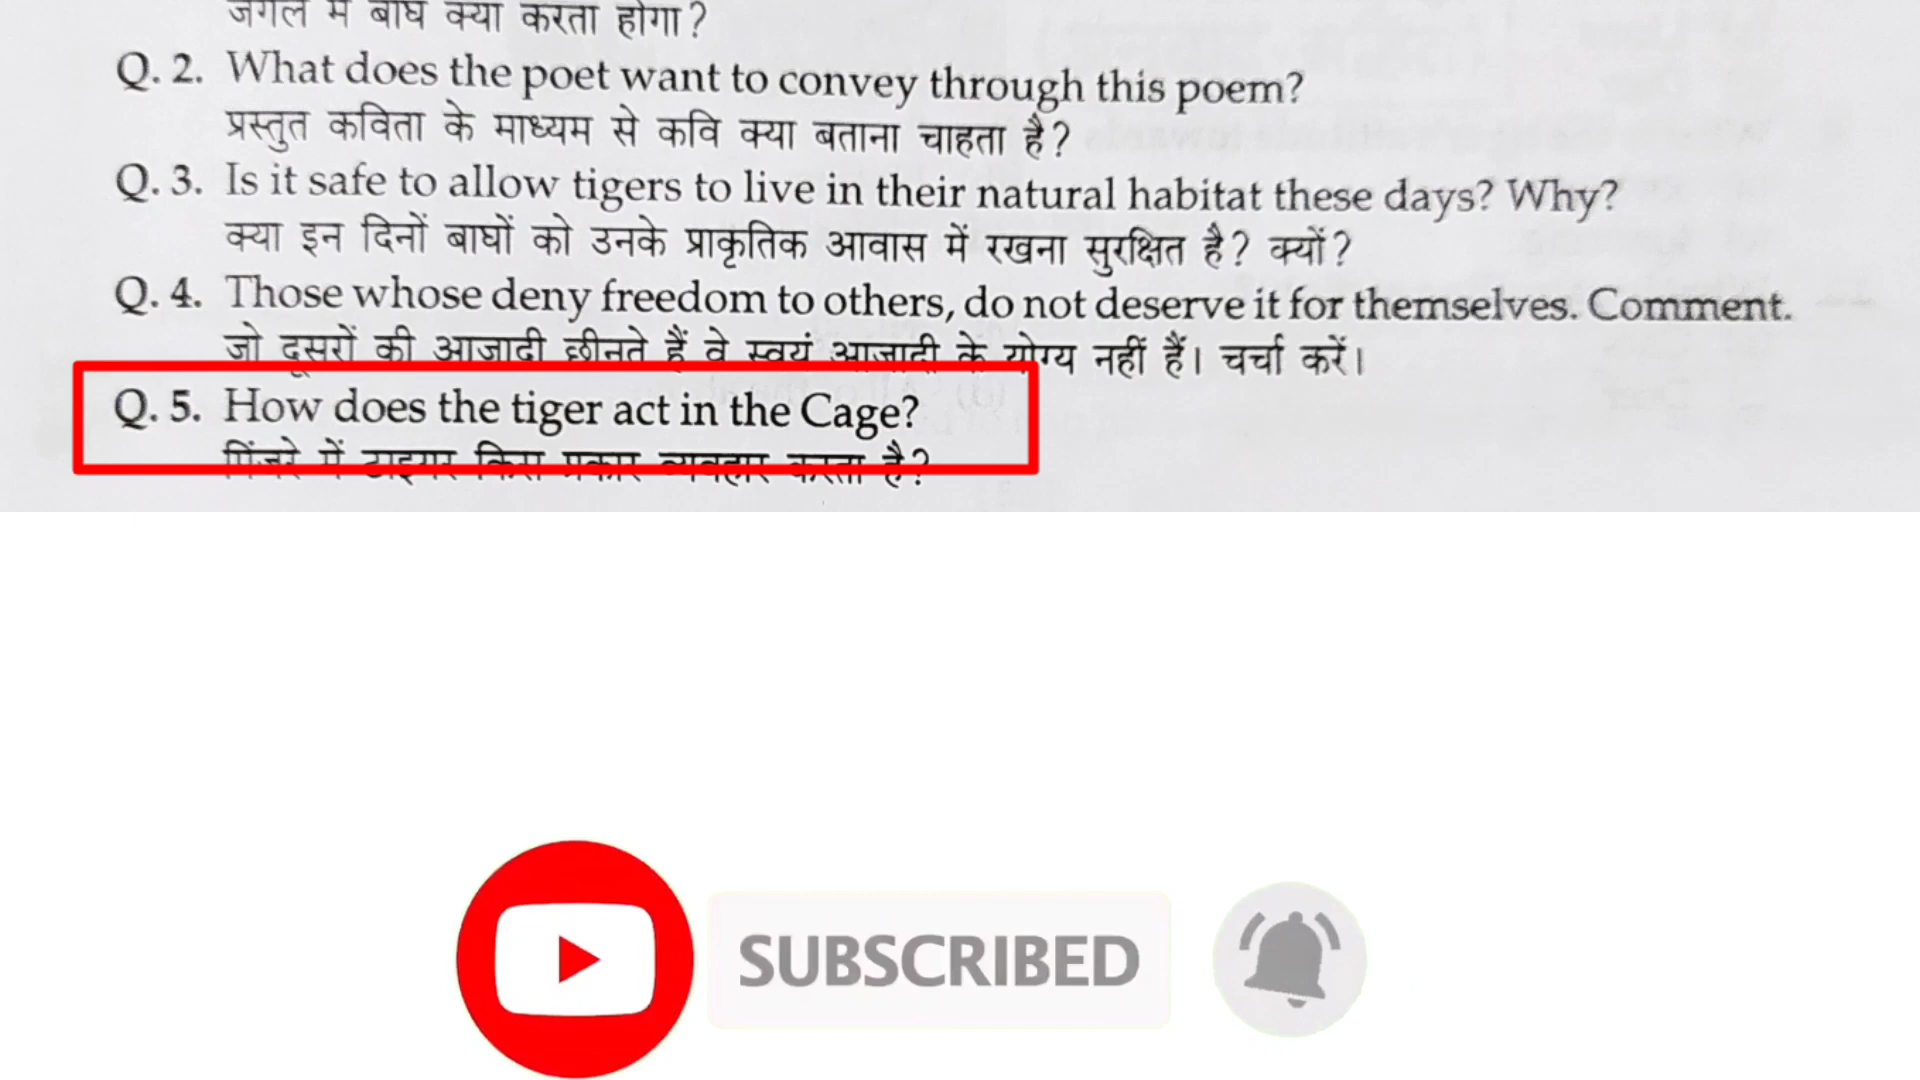 जंगल में बाघ क्या करता होगा?
Q. 2. What does the poet want to convey through this poem?
प्रस्तुत कविता के माध्यम से कवि क्या बताना चाहता है?
Q. 3. Is it safe to allow tigers to live in their natural habitat these days? Why?
क्या इन दिनों बाघों को उनके प्राकृतिक आवास में रखना सुरक्षित है? क्यों?
Q. 4. Those whose deny freedom to others, do not deserve it for themselves. Comment.
जो दूसरों की आजादी छीनते हैं वे स्वयं आजादी के योग्य नहीं हैं। चर्चा करें।
Q. 5. How does the tiger act in the Cage?
पिंजरे में टाइगर किस प्रकार व्यवहार करता है?
SUBSCRIBED